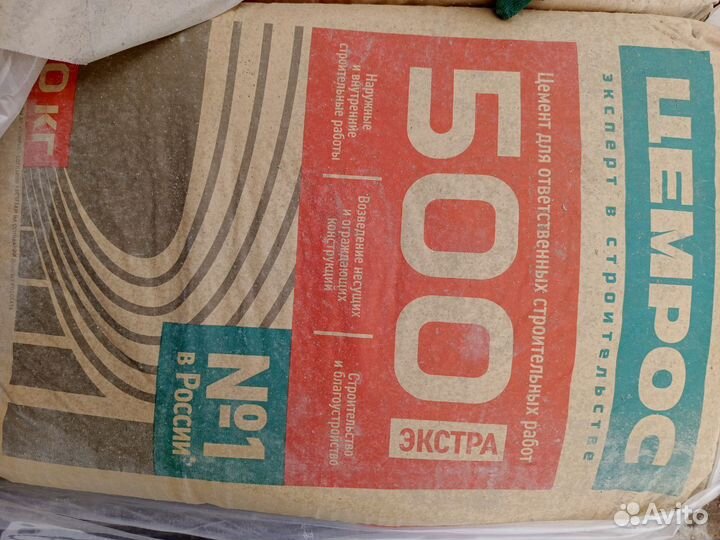 ЦЕМРОС
эксперт в строительстве
Цемент для ответственных строительных работ
500
ЭКСТРА
Наружные
и внутренние
строительные работы
Возведение несущих
и ограждающих
конструкций
Строительство
и благоустройство
№1
в России
0 КГ
Avito